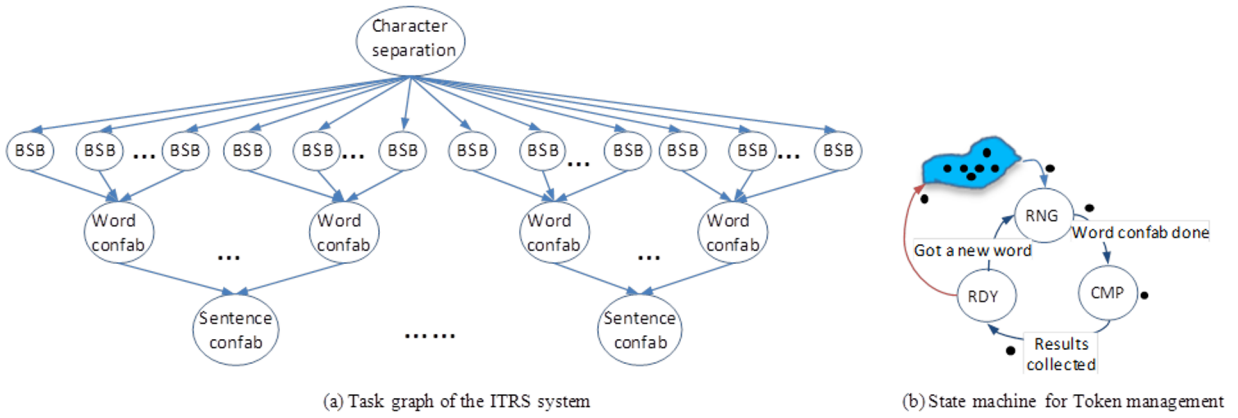 Character
separation
BSB BSB ... BSB BSB BSB ... BSB BSB BSB ... BSB BSB BSB ... BSB
Word
confab
...
Word
confab
Word
confab
...
Word
confab
Sentence
confab
... ...
Sentence
confab
(a) Task graph of the ITRS system
RNG
Word confab done
Got a new word
RDY
CMP
Results
collected
(b) State machine for Token management